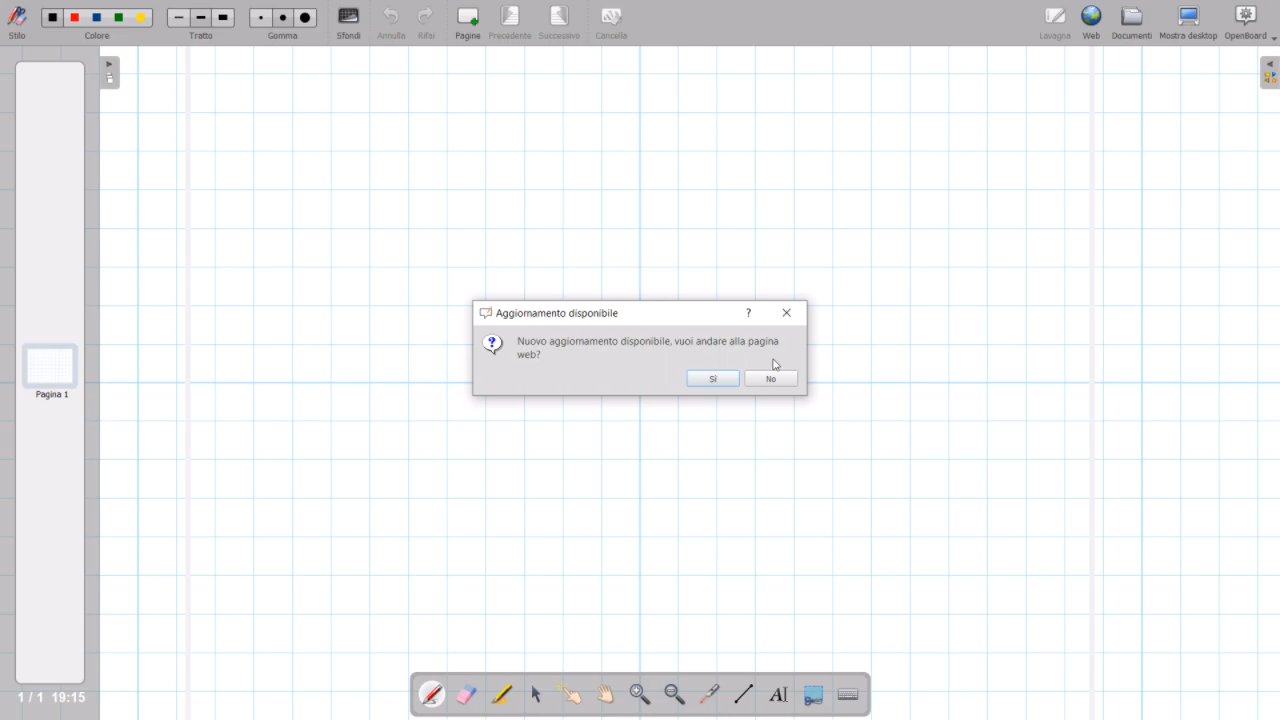 Stilo
Colore
Tratto
Gomma
Sfondi
Annulla
Rifai
Pagine
Precedente
Successivo
Cancella
Lavagna
Web
Documenti
Mostra desktop
OpenBoard
Aggiornamento disponibile
?
Nuovo aggiornamento disponibile, vuoi andare alla pagina
web?
Sì
No
Pagina 1
1 / 1 19:15
AI